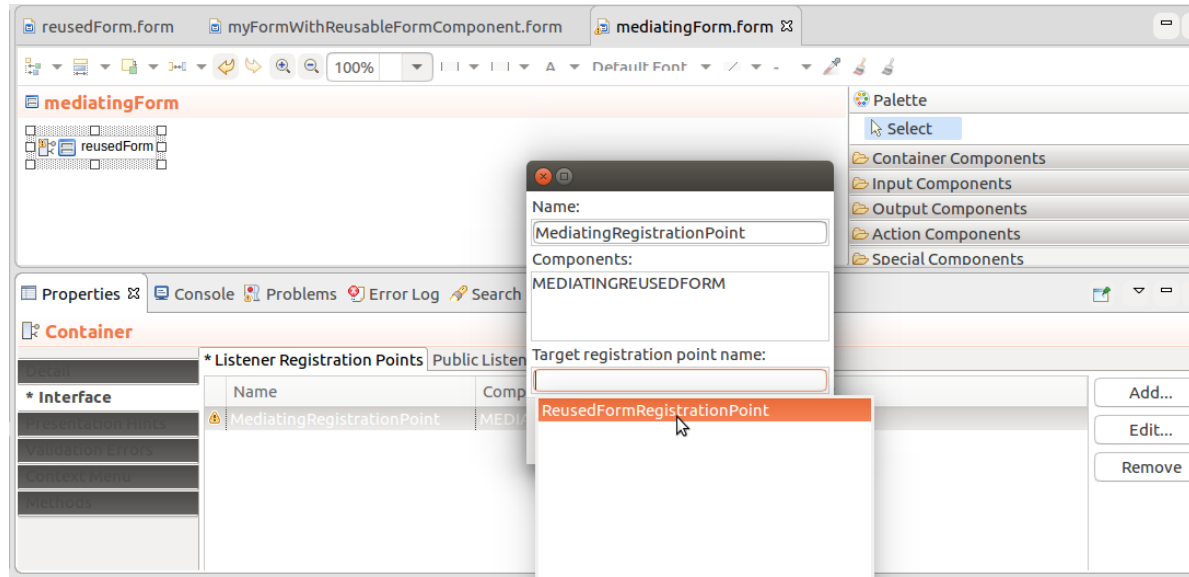 reusedForm.form
myFormWithReusableFormComponent.form
mediatingForm.form
100%
A
Default Font
mediatingForm
reusedForm
Palette
Select
Container Components
Input Components
Output Components
Action Components
Special Components
Name:
MediatingRegistrationPoint
Components:
MEDIATINGREUSEDFORM
Target registration point name:
ReusedFormRegistrationPoint
Properties
Console
Problems
Error Log
Search
Container
Detail
* Interface
Presentation Hints
Validation Errors
Context Menu
Methods
* Listener Registration Points
Public Listen
Name
Comp
MediatingRegistrationPoint
MEDIA
Add...
Edit...
Remove